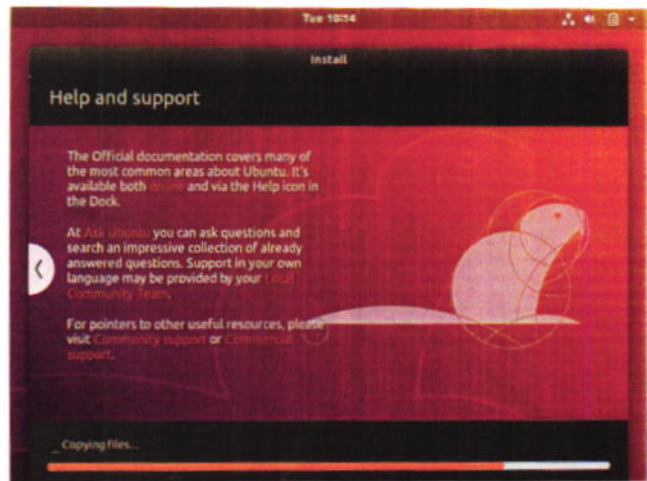 Tue 10:14
Install
Help and support
The Official documentation covers many of
the most common areas about Ubuntu. It's
available both online and via the Help icon in
the Dock.
At Ask Ubuntu you can ask questions and
search an impressive collection of already
answered questions. Support in your own
language may be provided by your Local
Community Team.
For pointers to other useful resources, please
visit Community support or Commercial
support.
Copying files...